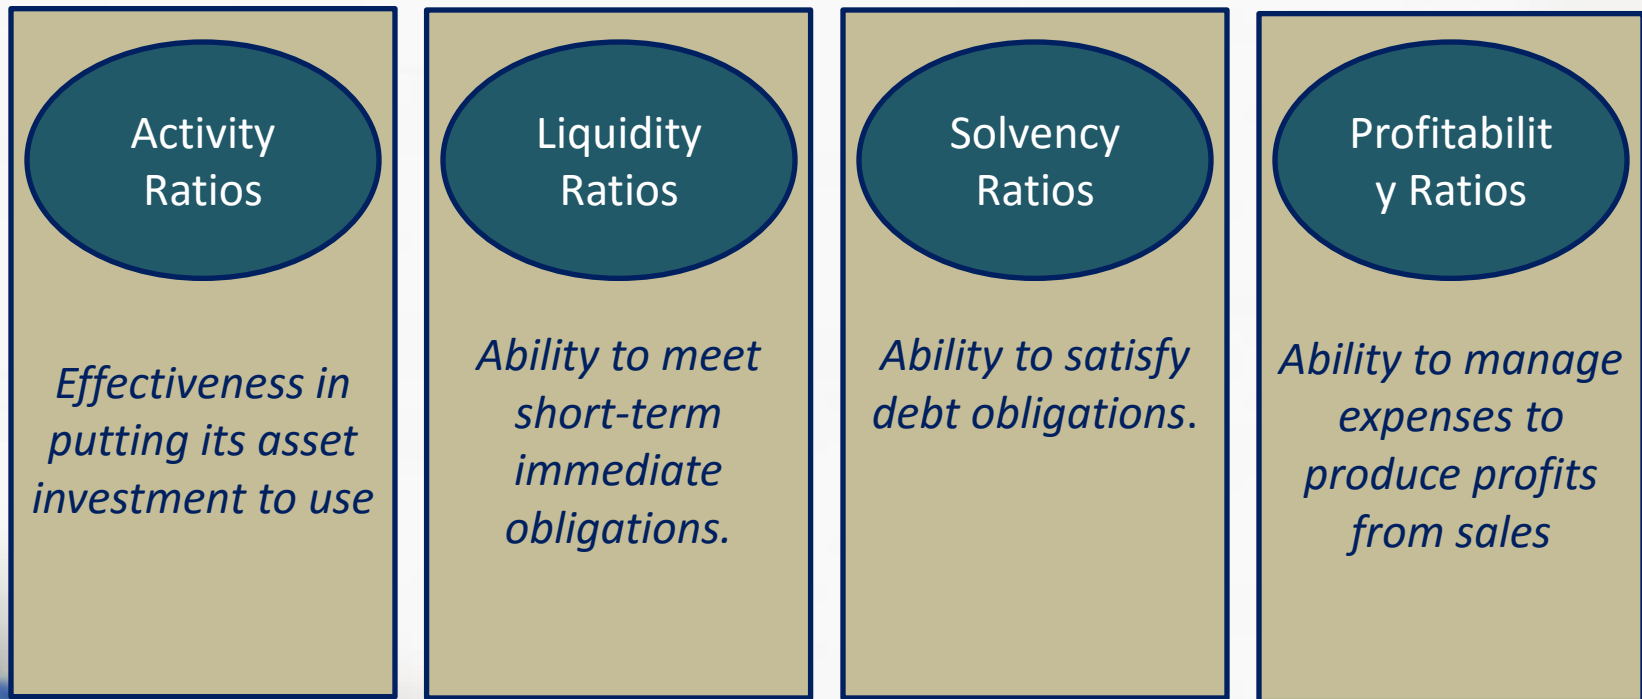 Activity
Ratios
Effectiveness in
putting its asset
investment to use
Liquidity
Ratios
Ability to meet
short-term
immediate
obligations.
Solvency
Ratios
Ability to satisfy
debt obligations.
Profitabilit
y Ratios
Ability to manage
expenses to
produce profits
from sales